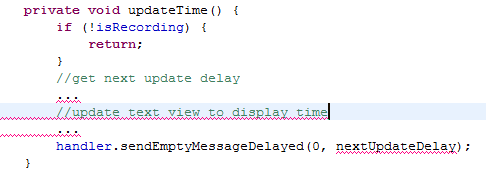 private void updateTime() {
    if (!isRecording) {
        return;
    }
    //get next update delay
    ...
    //update text view to display time
    ...
    handler.sendEmptyMessageDelayed(0, nextUpdateDelay);
}